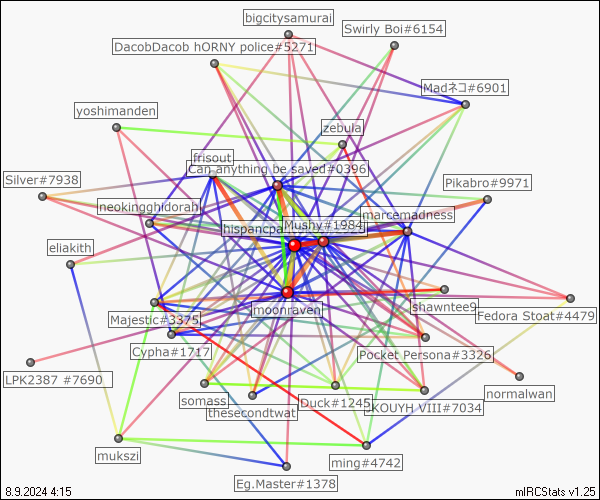 bigcitysamurai
Swirly Boi#6154
DacobDacob hORNY police#5271
Madネコ#6901
yoshimanden
zebula
frisout
Can anything be saved#0396
Silver#7938
Pikabro#9971
neokingghidorah
marcemadness
Mushy#1984
hispancpa
eliakith
moonraven
shawntee9
Fedora Stoat#4479
Majestic#3375
Cypha#1717
Pocket Persona#3326
LPK2387 #7690
normalwan
somass
Duck#1245
KOUYH VIII#7034
thesecondtwat
mukszi
ming#4742
Eg.Master#1378
8.9.2024 4:15
mIRCStats v1.25